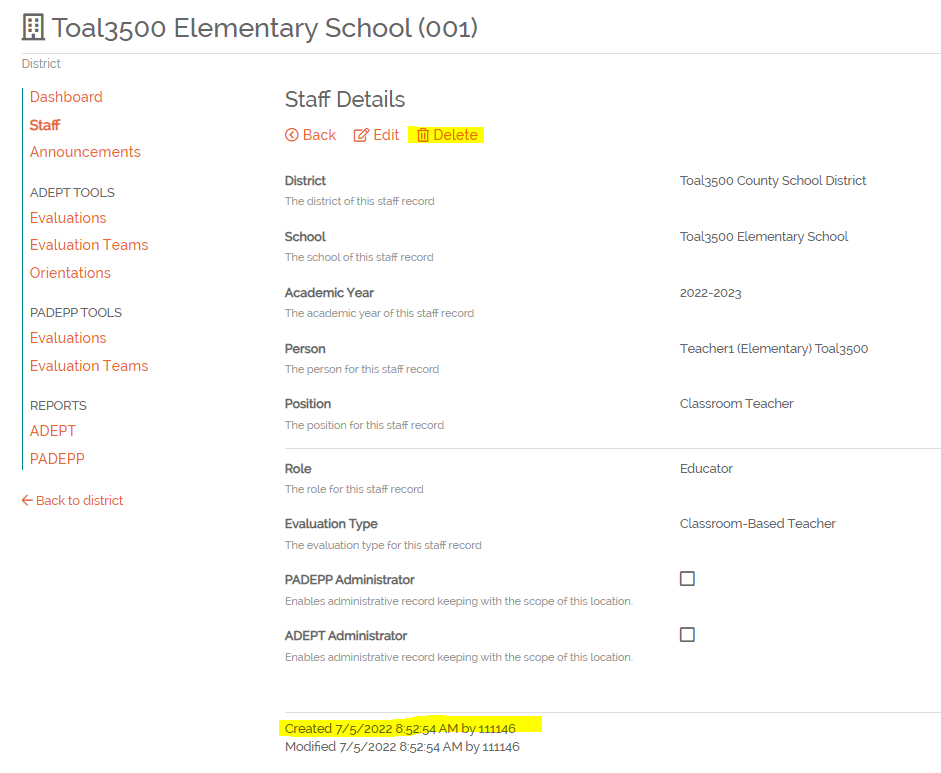 Toal3500 Elementary School (001)
District
Dashboard
Staff
Announcements
ADEPT TOOLS
Evaluations
Evaluation Teams
Orientations
PADEPP TOOLS
Evaluations
Evaluation Teams
REPORTS
ADEPT
PADEPP
Back to district
Staff Details
Back Edit Delete
District Toal3500 County School District
The district of this staff record
School Toal3500 Elementary School
The school of this staff record
Academic Year 2022-2023
The academic year of this staff record
Person Teacher1 (Elementary) Toal3500
The person for this staff record
Position Classroom Teacher
The position for this staff record
Role Educator
The role for this staff record
Evaluation Type Classroom-Based Teacher
The evaluation type for this staff record
PADEPP Administrator
Enables administrative record keeping with the scope of this location.
ADEPT Administrator
Enables administrative record keeping with the scope of this location.
Created 7/5/2022 8:52:54 AM by 111146
Modified 7/5/2022 8:52:54 AM by 111146